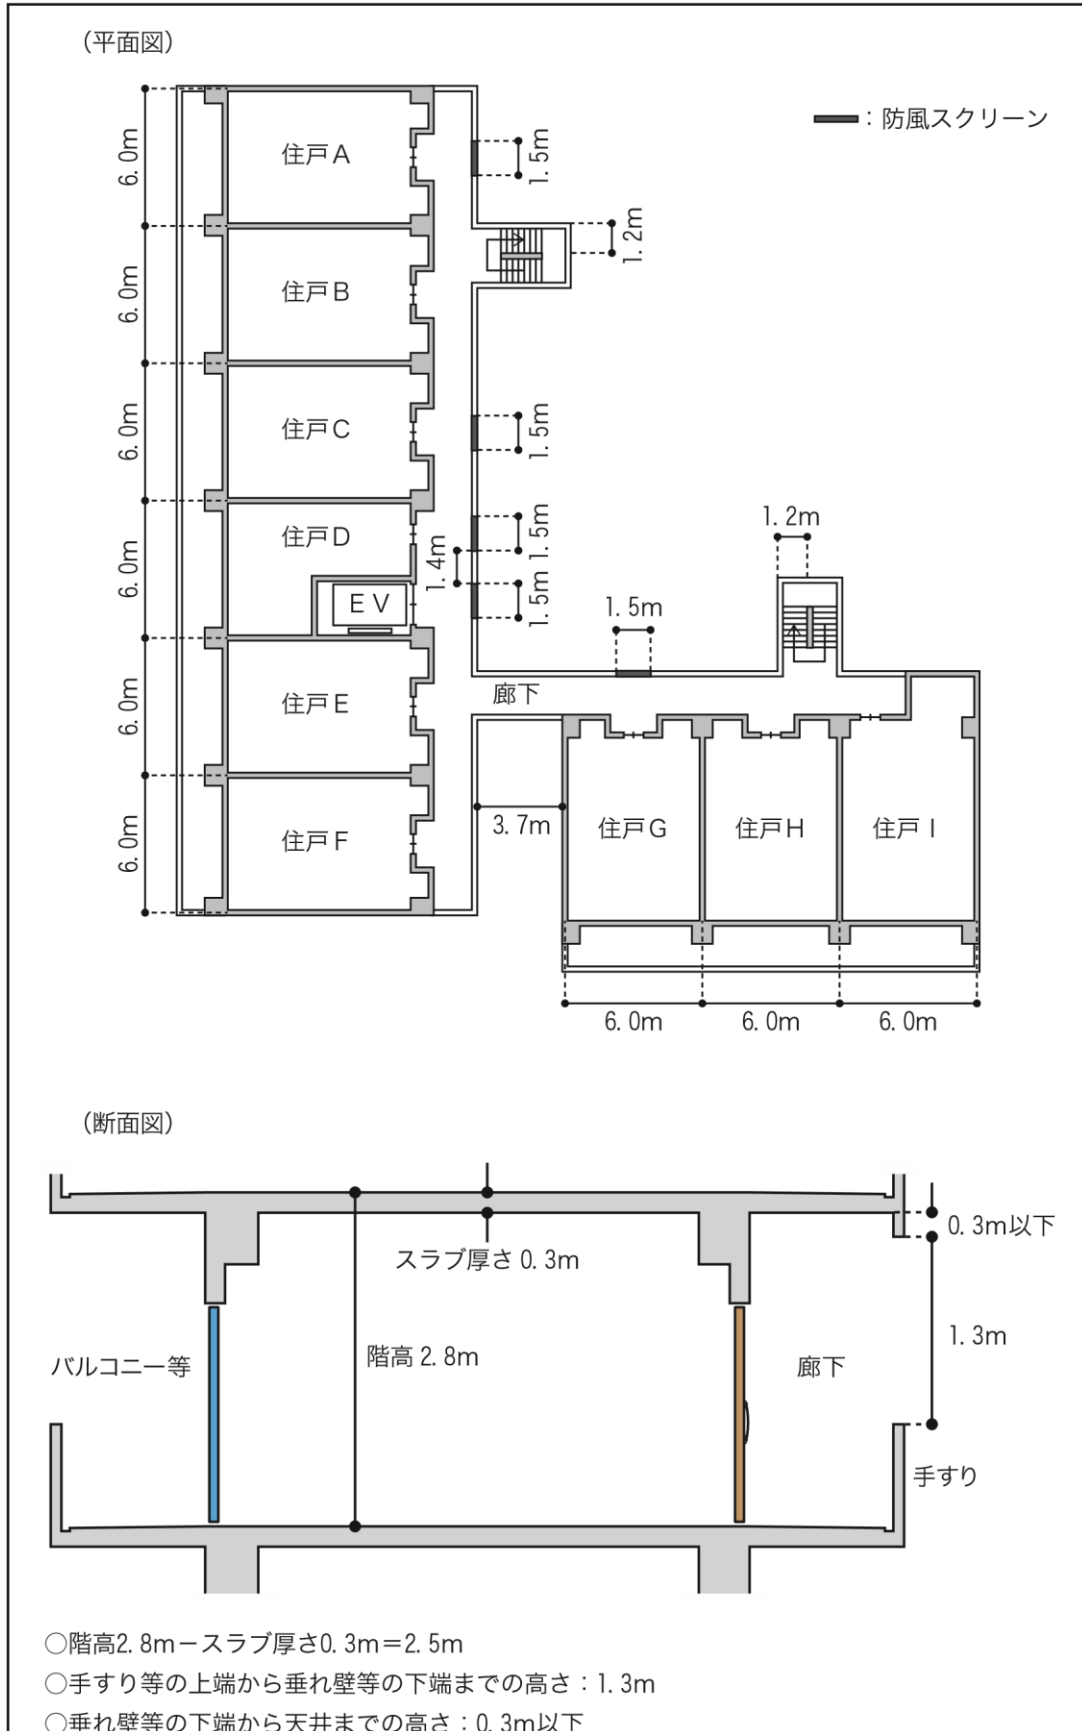 （平面図）
：防風スクリーン
6.0m
住戸A
1.5m
1.2m
6.0m
住戸B
6.0m
住戸C
1.5m
6.0m
住戸D
1.4m
1.5m
1.2m
EV
1.5m
1.5m
6.0m
住戸E
廊下
6.0m
住戸F
3.7m
住戸G
住戸H
住戸I
6.0m
6.0m
6.0m
（断面図）
0.3m以下
スラブ厚さ0.3m
1.3m
バルコニー等
階高2.8m
廊下
手すり
○階高2.8m－スラブ厚さ0.3m＝2.5m
○手すり等の上端から垂れ壁等の下端までの高さ：1.3m
○垂れ壁等の下端から天井までの高さ：0.3m以下